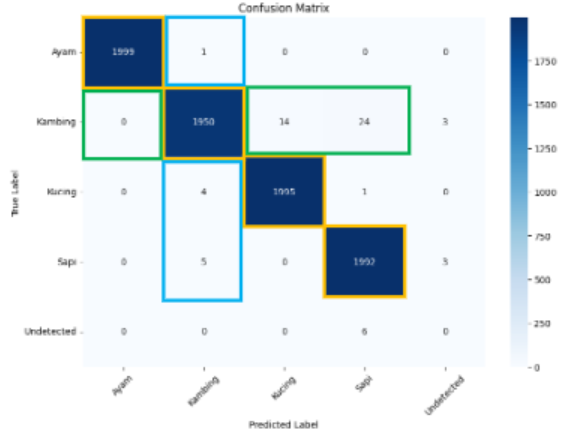 Confusion Matrix
Ayam 1999 1 0 0 0
Kambing 0 1950 14 24 3
Kucing 0 4 1995 1 0
Sapi 0 5 0 1992 3
Undetected 0 0 0 6 0
True Label
Ayam Kambing Kucing Sapi Undetected
Predicted Label
1750
1500
1250
1000
750
500
250
0